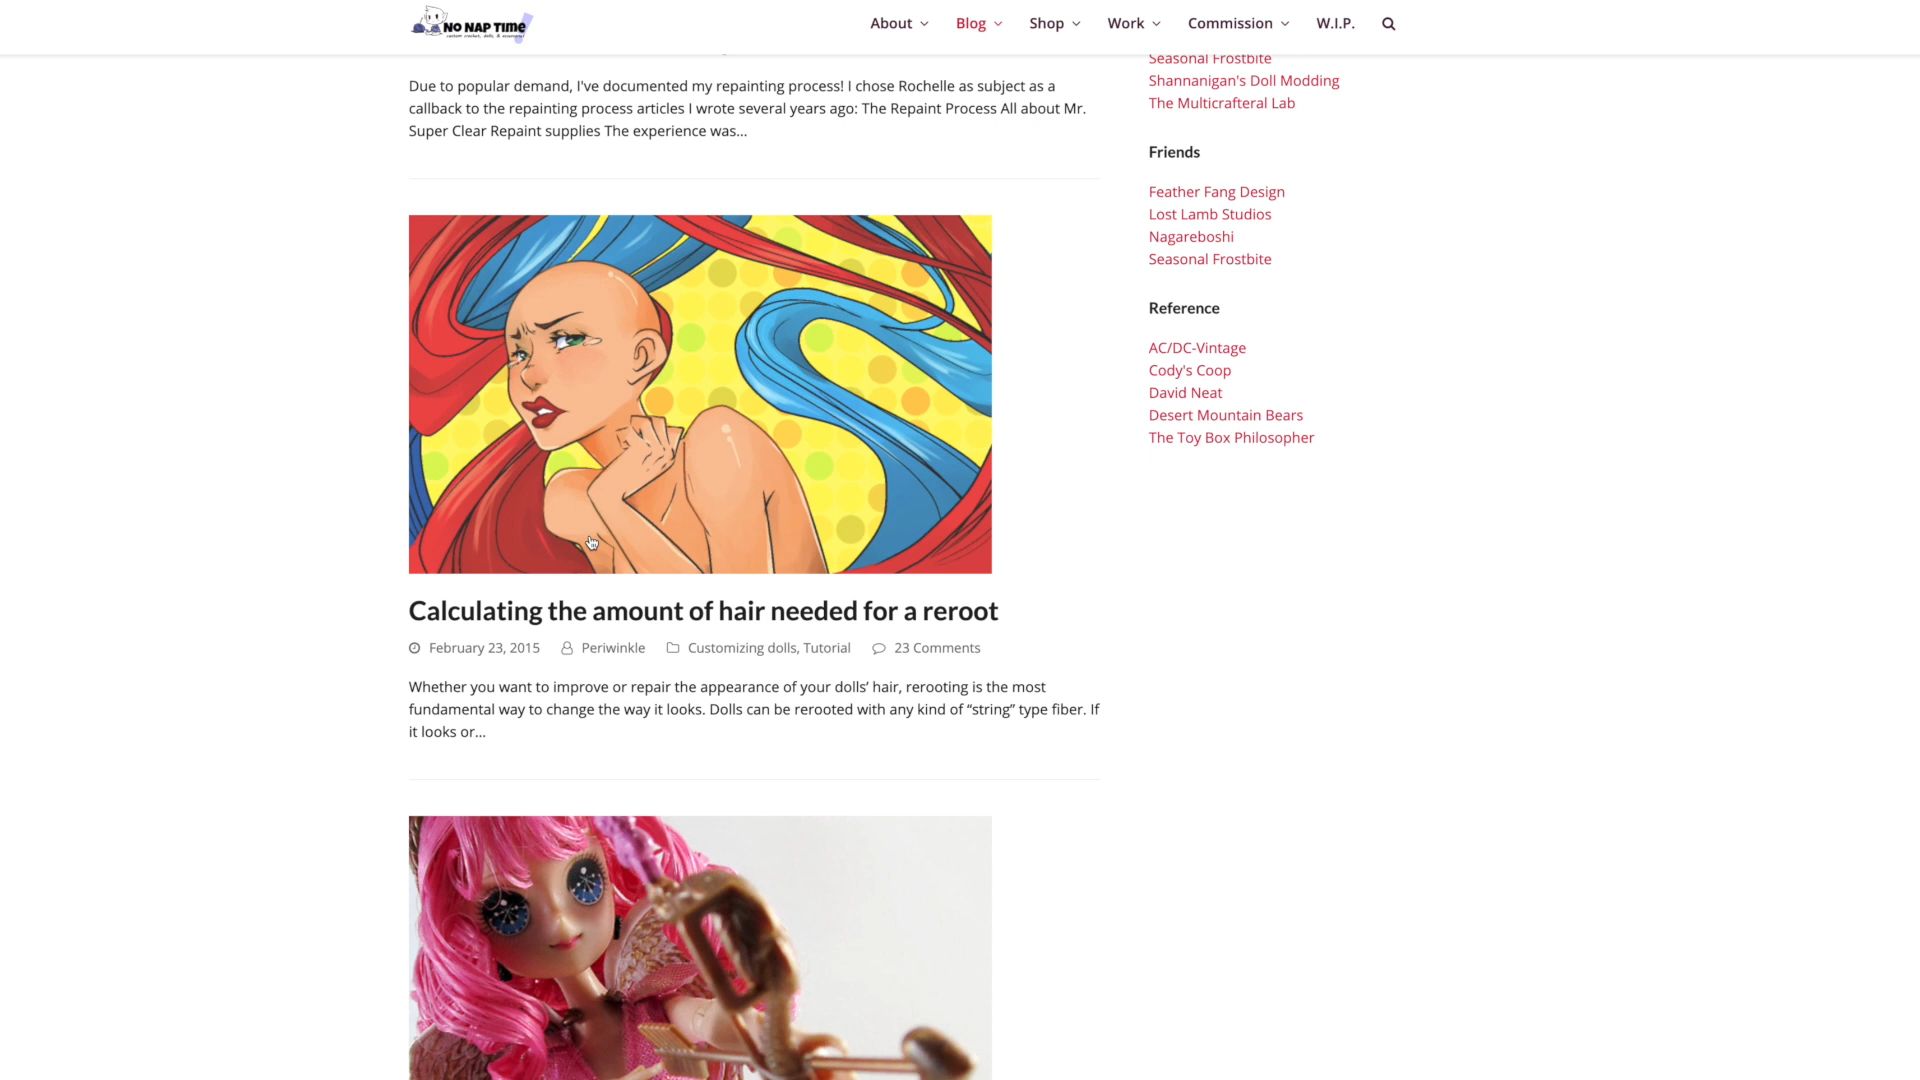 NO NAP TIME
About
Blog
Shop
Work
Commission
W.I.P.
Due to popular demand, I've documented my repainting process! I chose Rochelle as subject as a
callback to the repainting process articles I wrote several years ago: The Repaint Process All about Mr.
Super Clear Repaint supplies The experience was...
Calculating the amount of hair needed for a reroot
February 23, 2015 Periwinkle Customizing dolls, Tutorial 23 Comments
Whether you want to improve or repair the appearance of your dolls’ hair, rerooting is the most
fundamental way to change the way it looks. Dolls can be rerooted with any kind of “string” type fiber. If
it looks or...
Seasonal Frostbite
Shannanigan's Doll Modding
The Multicrafteral Lab
Friends
Feather Fang Design
Lost Lamb Studios
Nagareboshi
Seasonal Frostbite
Reference
AC/DC-Vintage
Cody's Coop
David Neat
Desert Mountain Bears
The Toy Box Philosopher